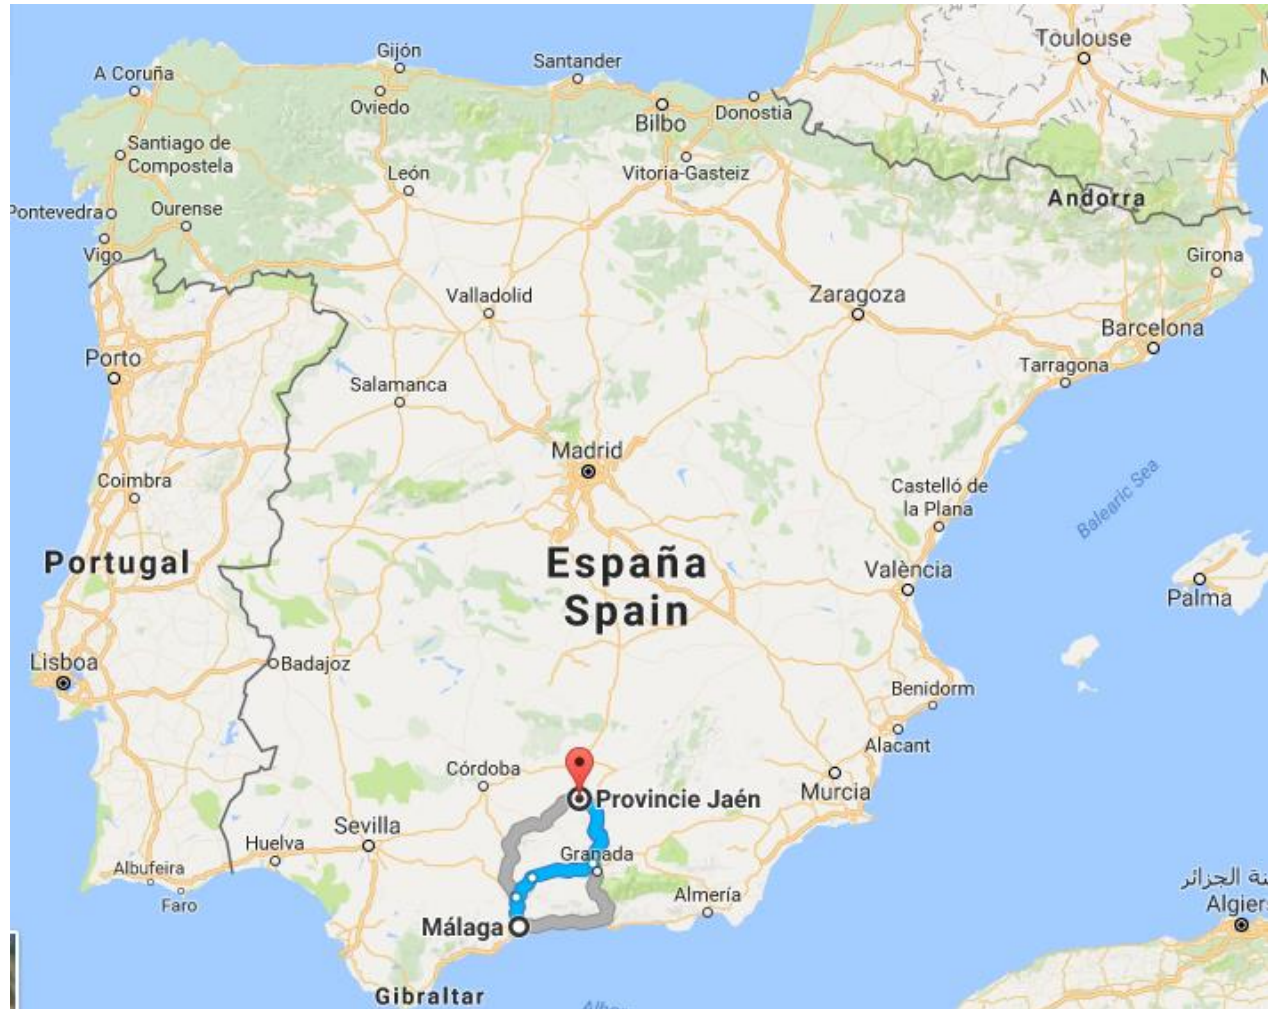 Toulouse
Gijón
A Coruña
Santander
Oviedo
Donostia
Bilbo
Santiago de
Compostela
León
Vitoria-Gasteiz
Andorra
Pontevedra
Ourense
Vigo
Girona
Valladolid
Zaragoza
Barcelona
Porto
Tarragona
Salamanca
Madrid
Coimbra
Castelló de
la Plana
Balearic Sea
Portugal
España
Spain
València
Palma
Lisboa
Badajoz
Benidorm
Alacant
Córdoba
Murcia
Provincie Jaén
Sevilla
Huelva
Granada
Albufeira
Faro
Almería
Málaga
Algiers
Gibraltar